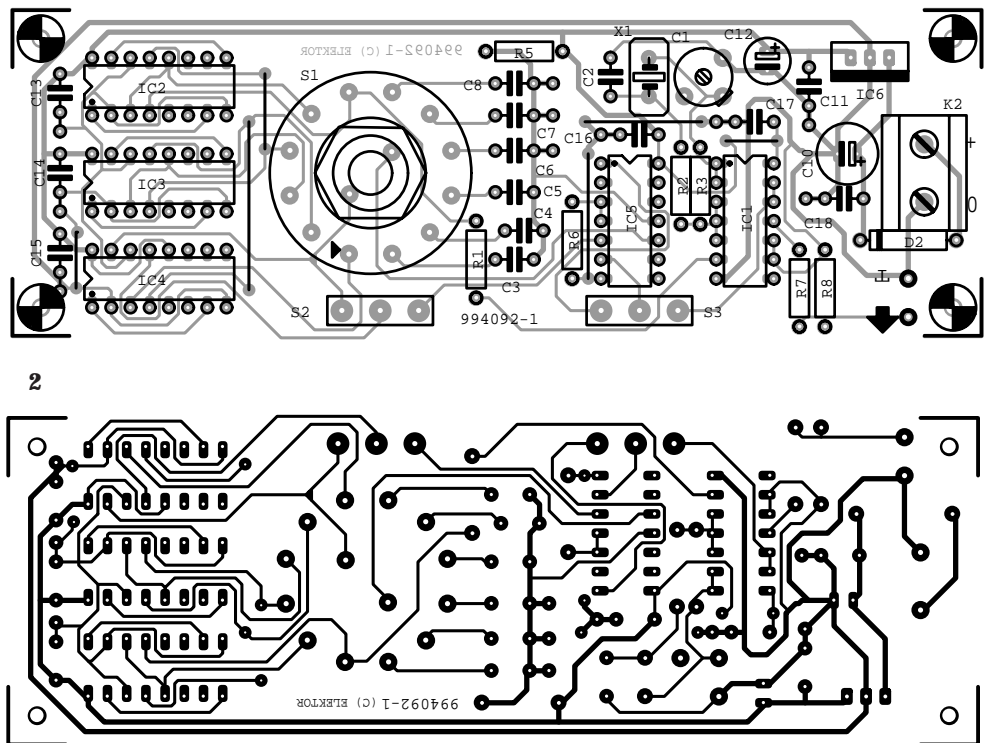 X1
C1
C12
994092-1 (C) ELEKTOR
R5
S1
C2
C8
C13
IC2
C11
IC6
K2
C17
C7
C16
+
C10
C14
IC3
C6
C5
R2
R3
C4
IC5
IC1
0
C18
C15
R1
R6
D2
IC4
C3
R7
R8
T
S2
994092-1
S3
2
994092-1 (C) ELEKTOR